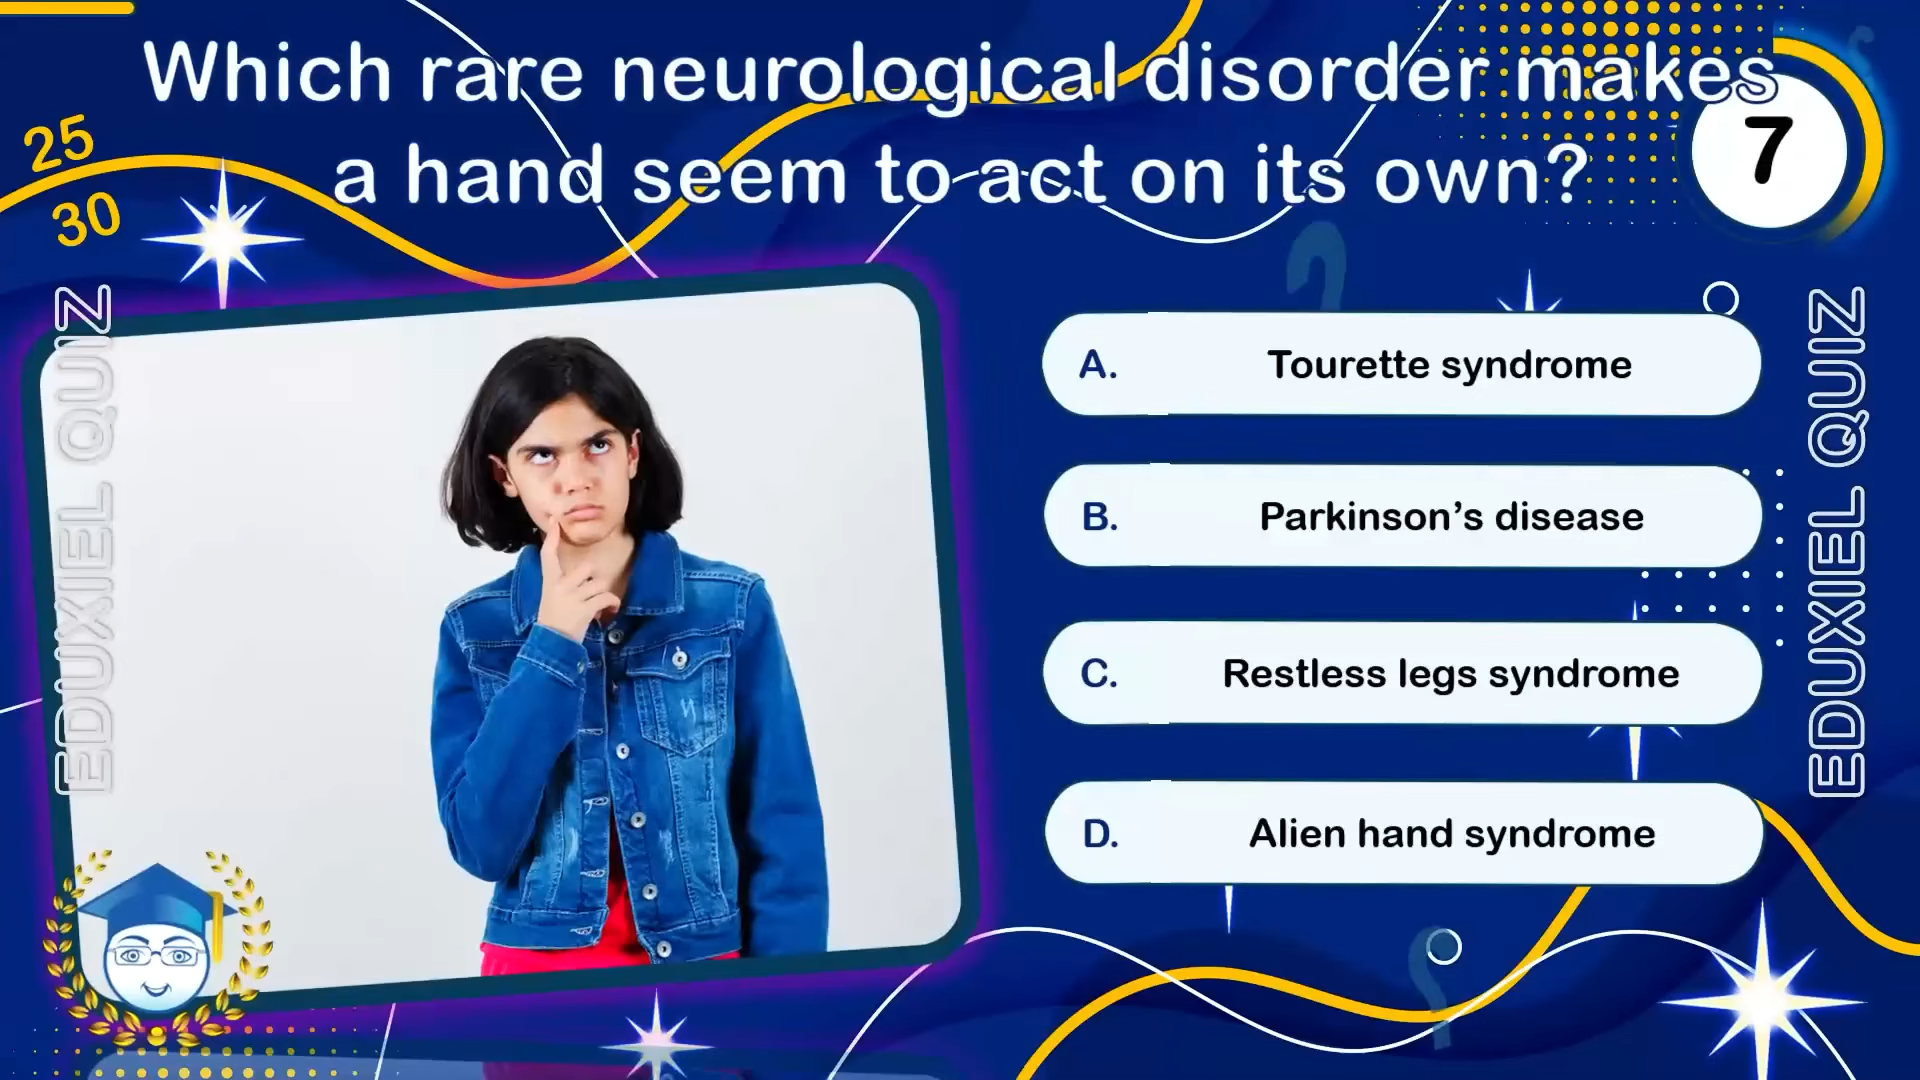 Which rare neurological disorder makes
a hand seem to act on its own?
7
25
30
EDUXIEL QUIZ
A. Tourette syndrome
B. Parkinson’s disease
C. Restless legs syndrome
D. Alien hand syndrome
EDUXIEL QUIZ